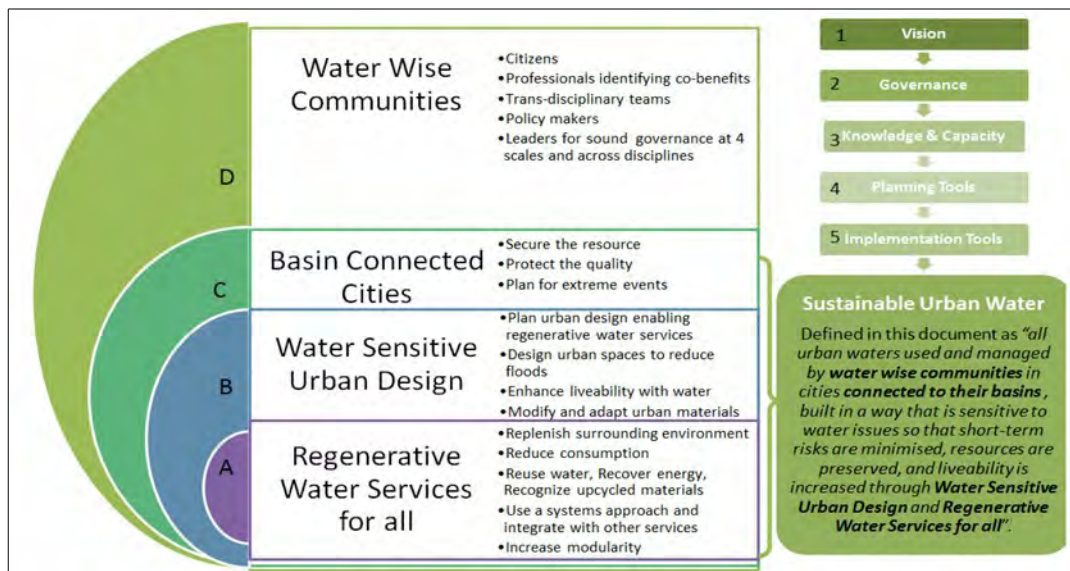 D
Water Wise
Communities
•Citizens
•Professionals identifying co-benefits
•Trans-disciplinary teams
•Policy makers
•Leaders for sound governance at 4
scales and across disciplines
C
Basin Connected
Cities
•Secure the resource
•Protect the quality
•Plan for extreme events
B
Water Sensitive
Urban Design
•Plan urban design enabling
regenerative water services
•Design urban spaces to reduce
floods
•Enhance liveability with water
•Modify and adapt urban materials
A
Regenerative
Water Services
for all
•Replenish surrounding environment
•Reduce consumption
•Reuse water, Recover energy,
Recognize upcycled materials
•Use a systems approach and
integrate with other services
•Increase modularity
1 Vision
2 Governance
3 Knowledge & Capacity
4 Planning Tools
5 Implementation Tools
Sustainable Urban Water
Defined in this document as "all
urban waters used and managed
by water wise communities in
cities connected to their basins ,
built in a way that is sensitive to
water issues so that short-term
risks are minimised, resources are
preserved, and liveability is
increased through Water Sensitive
Urban Design and Regenerative
Water Services for all".